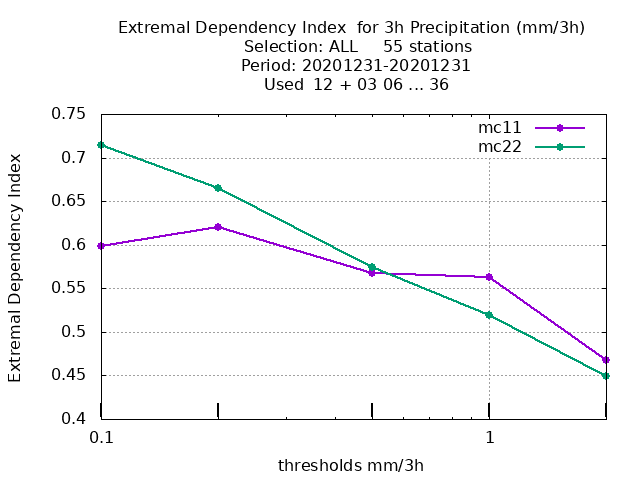 Extremal Dependency Index  for 3h Precipitation (mm/3h)
Selection: ALL     55 stations
Period: 20201231-20201231
Used  12 + 03 06 ... 36
0.75
0.7
0.65
0.6
0.55
0.5
0.45
0.4
Extremal Dependency Index
mc11
mc22
0.1
1
thresholds mm/3h